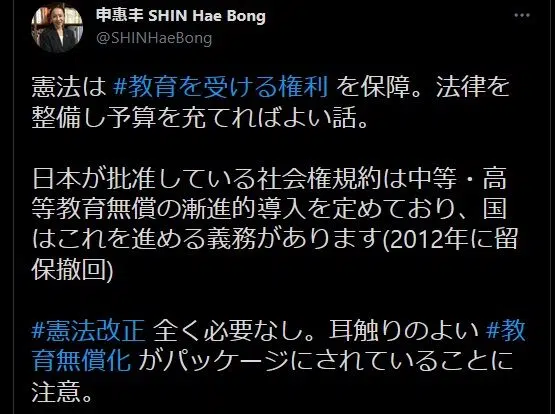 申惠丰 SHIN Hae Bong
@SHINHaeBong
憲法は #教育を受ける権利 を保障。法律を
整備し予算を充てればよい話。
日本が批准している社会権規約は中等・高
等教育無償の漸進的導入を定めており、国
はこれを進める義務があります(2012年に留
保撤回)
#憲法改正 全く必要なし。耳触りのよい #教
育無償化 がパッケージにされていることに
注意。